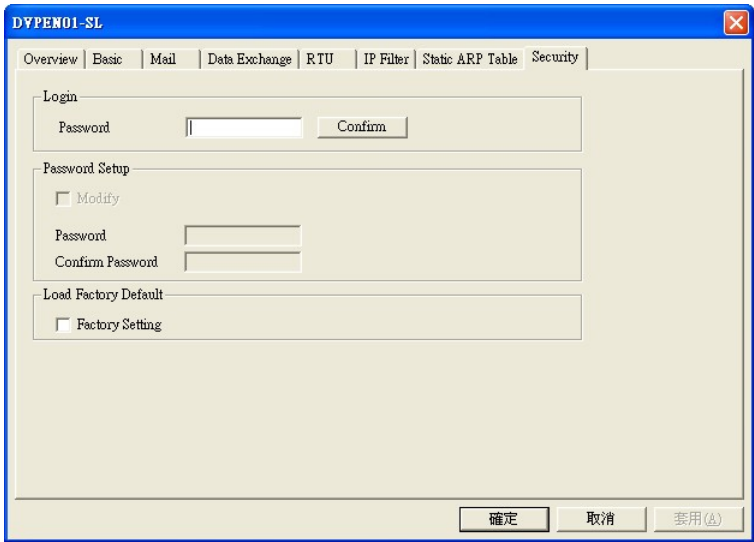 DVPEN01-SL
Overview Basic Mail Data Exchange RTU IP Filter Static ARP Table Security
Login
Password Confirm
Password Setup
Modify
Password
Confirm Password
Load Factory Default
Factory Setting
確定 取消 套用(A)